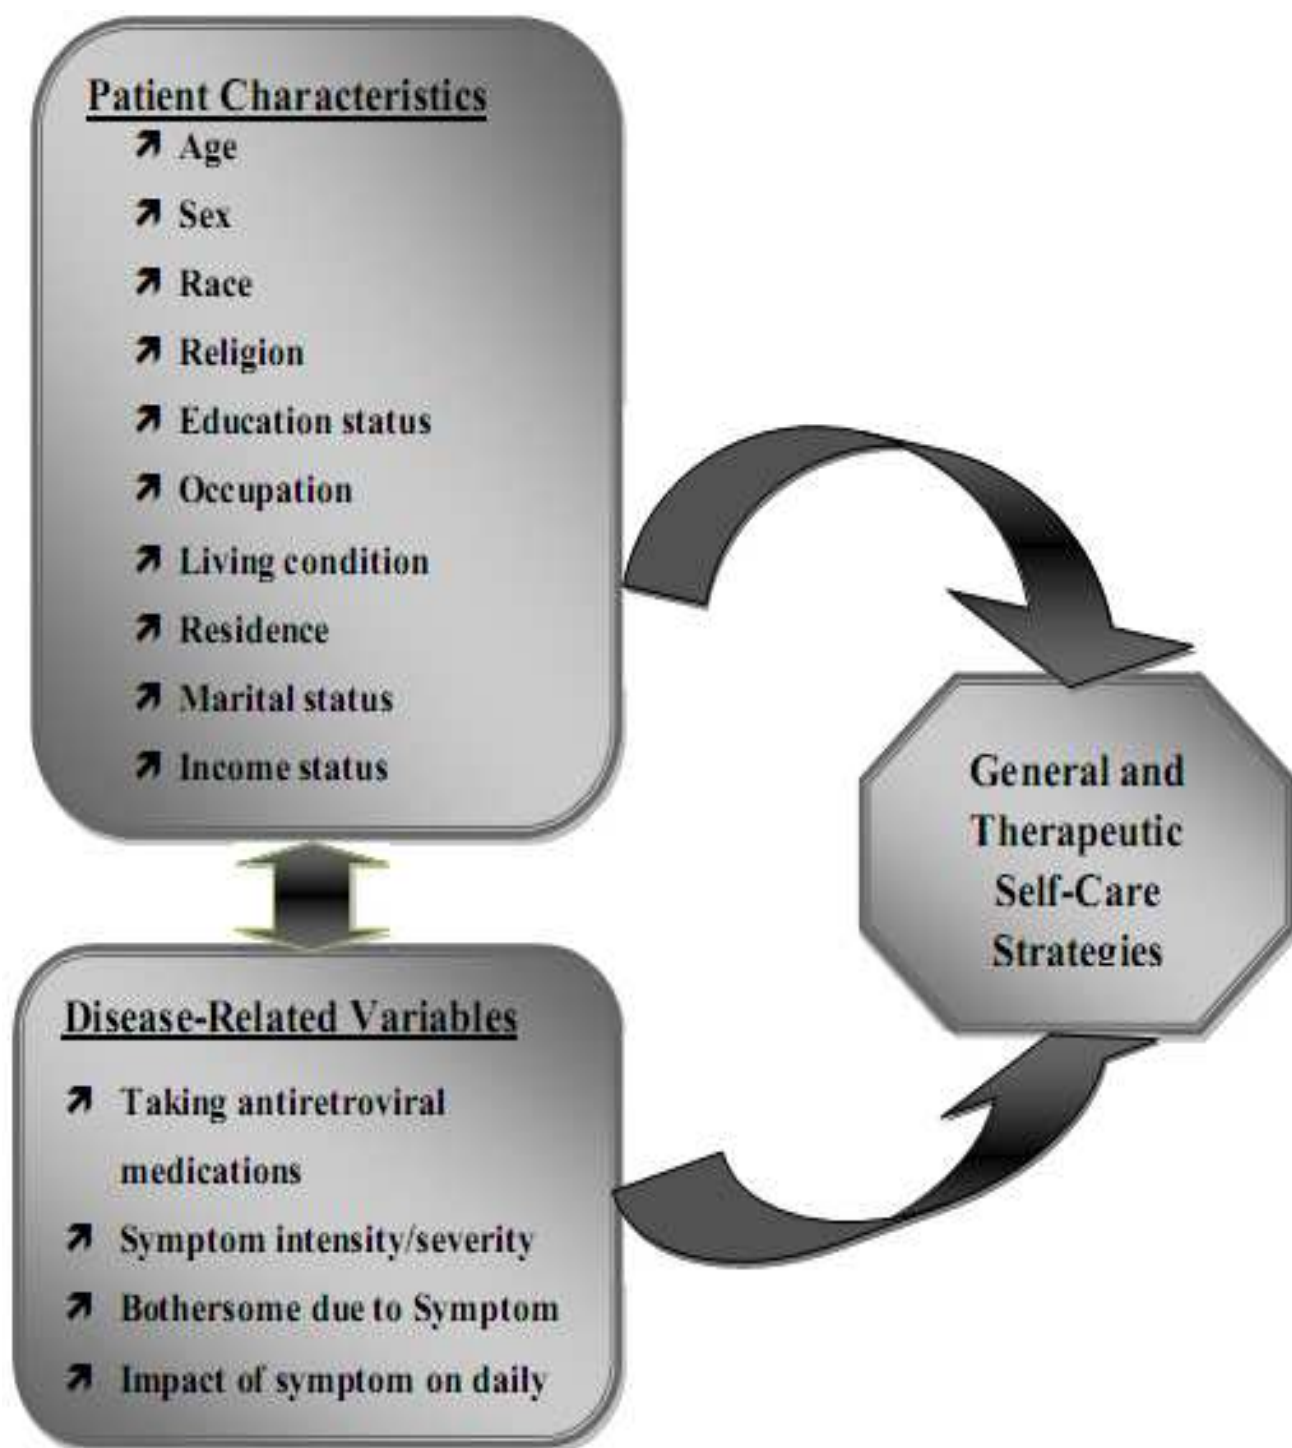 Patient Characteristics
Age
Sex
Race
Religion
Education status
Occupation
Living condition
Residence
Marital status
Income status
General and
Therapeutic
Self-Care
Strategies
Disease-Related Variables
Taking antiretroviral
medications
Symptom intensity/severity
Bothersome due to Symptom
Impact of symptom on daily